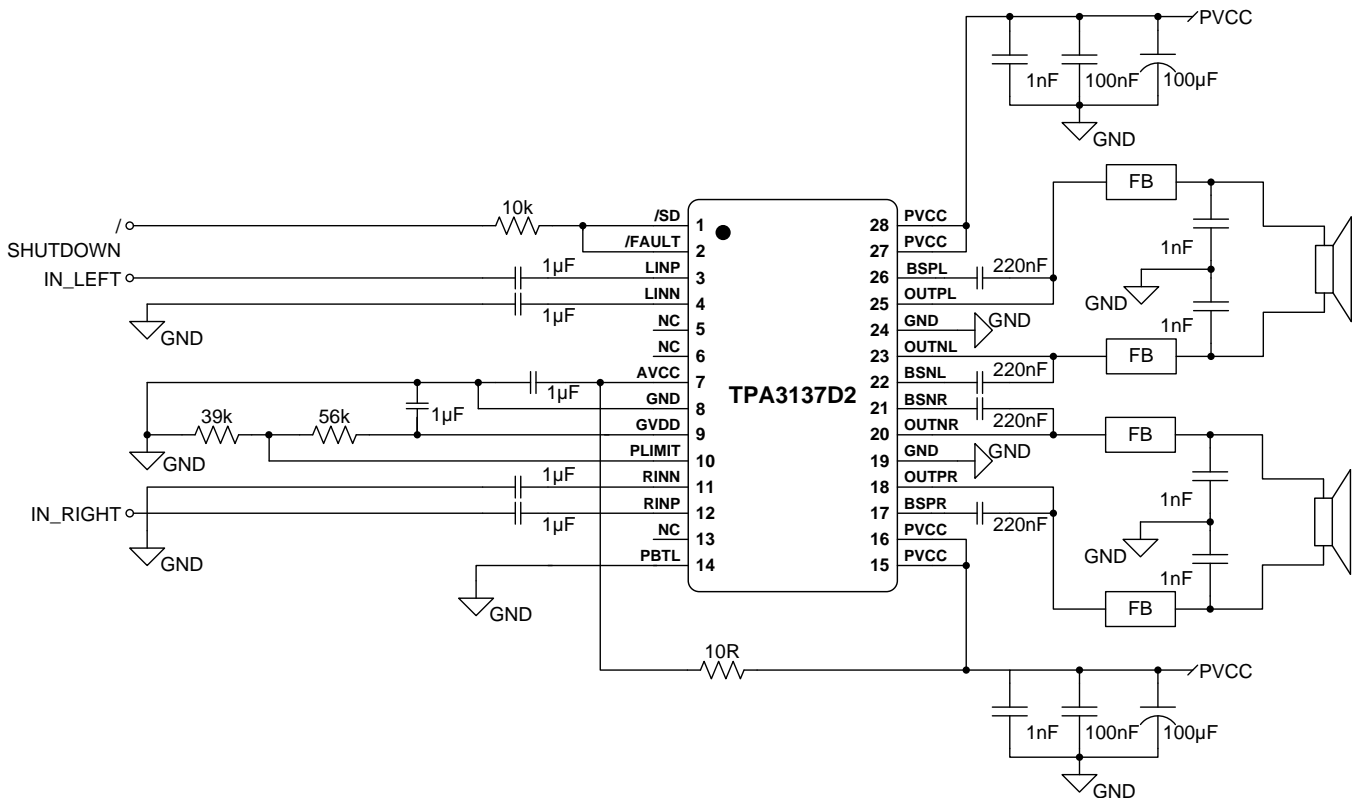 PVCC
1nF
100nF
100µF
GND
/
SHUTDOWN
10k
/SD
1
/FAULT
2
IN_LEFT
1µF
LINP
3
LINN
4
1µF
GND
NC
5
NC
6
AVCC
7
1µF
GND
8
1µF
39k
56k
GVDD
9
GND
PLIMIT
10
1µF
RINN
11
IN_RIGHT
RINP
12
1µF
NC
13
GND
PBTL
14
GND
TPA3137D2
28
PVCC
27
PVCC
26
BSPL
220nF
25
OUTPL
24
GND
GND
23
OUTNL
22
BSNL
220nF
21
BSNR
220nF
20
OUTNR
19
GND
GND
18
OUTPR
17
BSPR
220nF
16
PVCC
15
PVCC
FB
1nF
GND
1nF
FB
FB
1nF
GND
1nF
FB
10R
PVCC
1nF
100nF
100µF
GND